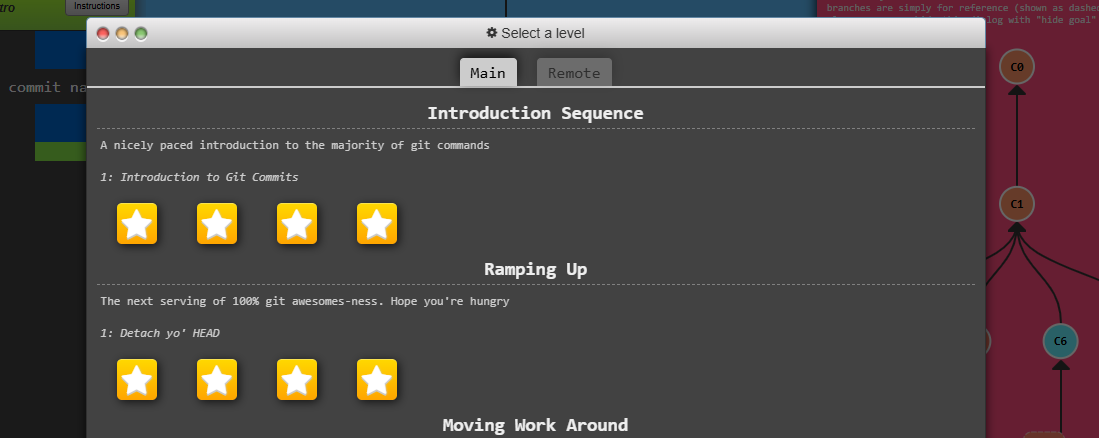 tro
Instructions
branches are simply for reference (shown as dashed
log with "hide goal"
Select a level
Main
Remote
commit na
Introduction Sequence
A nicely paced introduction to the majority of git commands
1: Introduction to Git Commits
Ramping Up
The next serving of 100% git awesomes-ness. Hope you're hungry
1: Detach yo' HEAD
Moving Work Around
C0
C1
C6